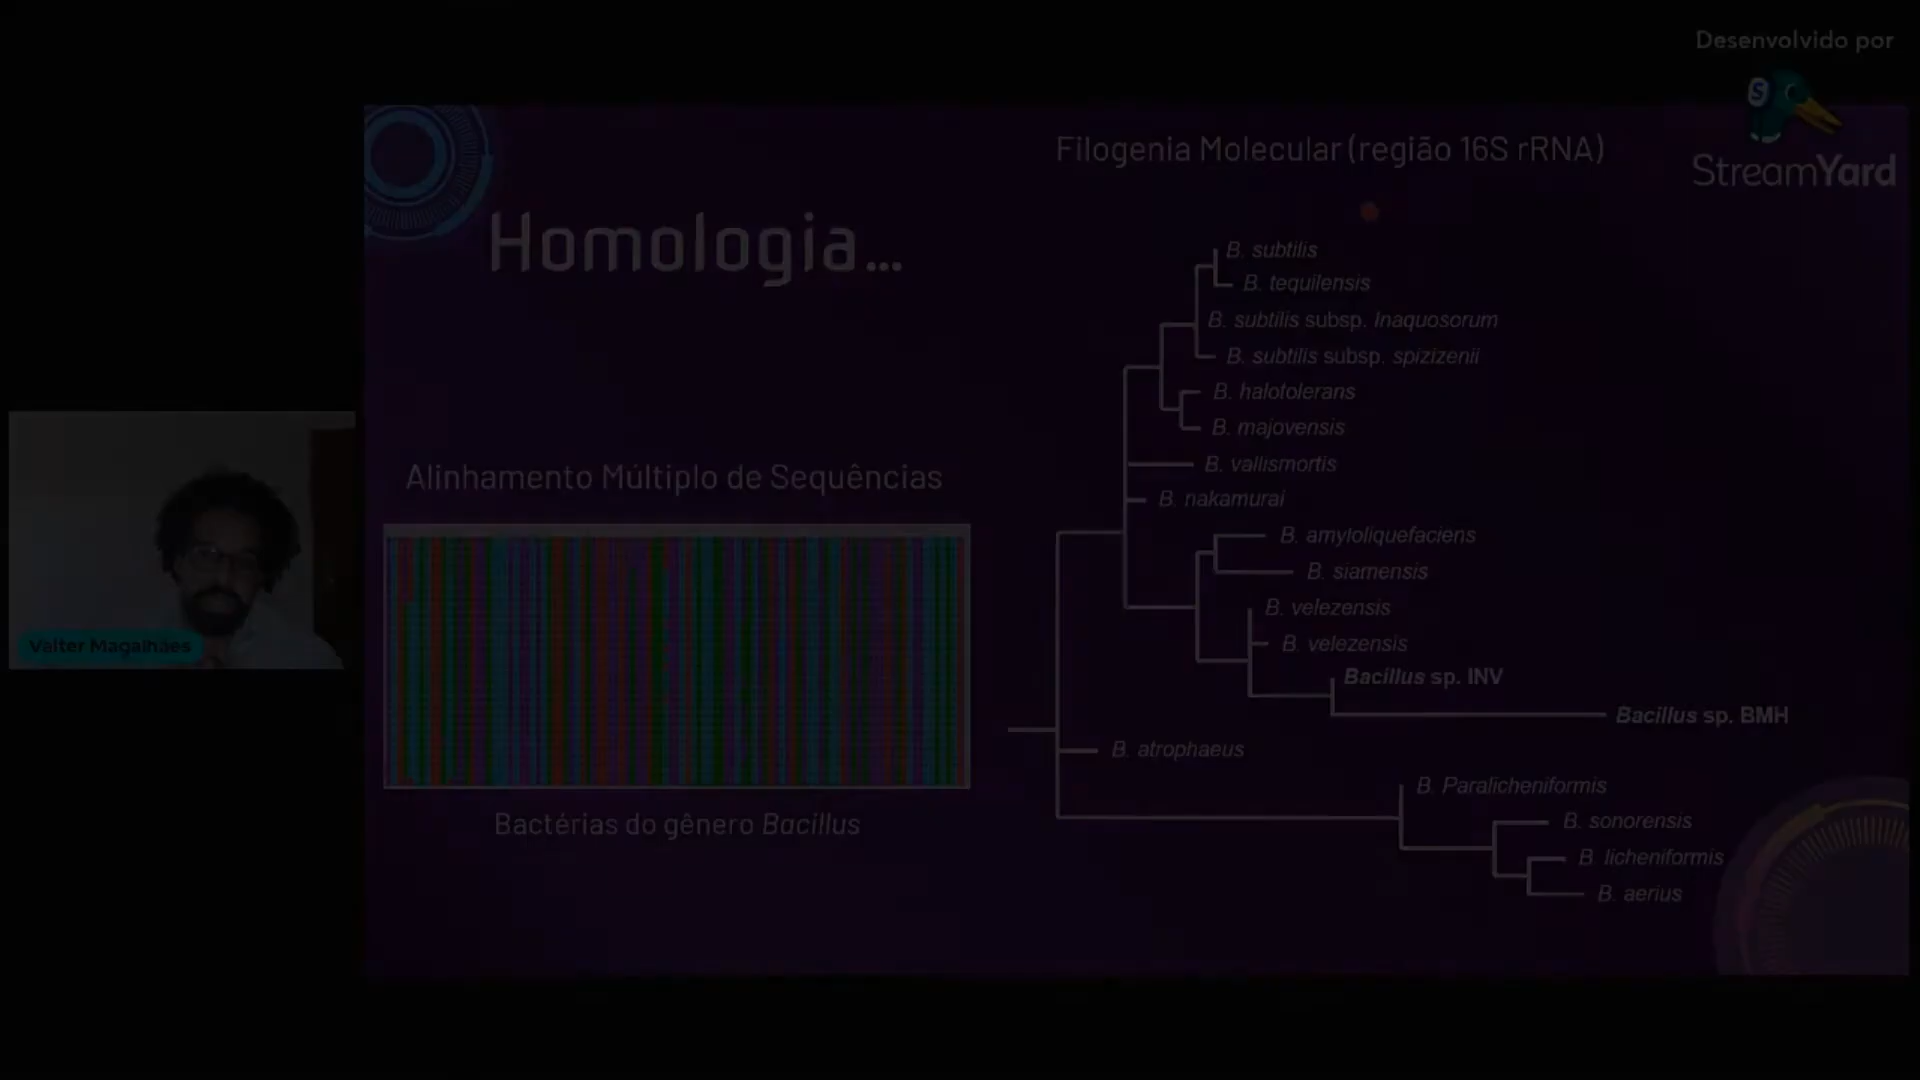 Desenvolvido por
StreamYard
Filogenia Molecular (região 16S rRNA)
Homologia...
Alinhamento Múltiplo de Sequências
Bactérias do gênero Bacillus
Valter Magalhães
B. subtilis
B. tequilensis
B. subtilis subsp. Inaquosorum
B. subtilis subsp. spizizenii
B. halotolerans
B. majovensis
B. vallismortis
B. nakamurai
B. amyloliquefaciens
B. siamensis
B. velezensis
B. velezensis
Bacillus sp. INV
Bacillus sp. BMH
B. atrophaeus
B. Paralicheniformis
B. sonorensis
B. licheniformis
B. aerius